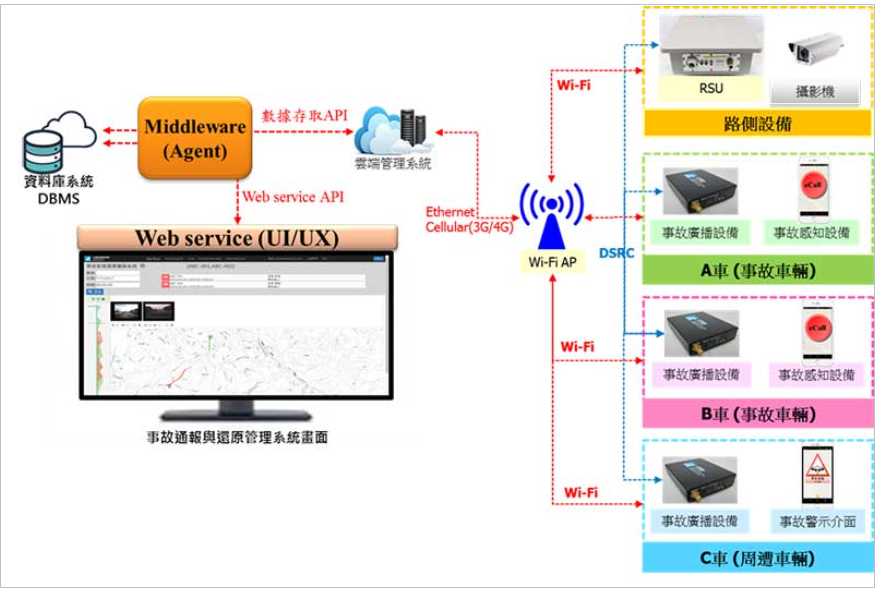 Middleware
(Agent)
數據存取API
資料庫系統
DBMS
雲端管理系統
Web service API
Web service (UI/UX)
事故通報與還原管理系統畫面
Ethernet
Cellular(3G/4G)
Wi-Fi AP
Wi-Fi
DSRC
Wi-Fi
Wi-Fi
RSU
攝影機
路側設備
eCall
事故廣播設備
事故感知設備
A車 (事故車輛)
eCall
事故廣播設備
事故感知設備
B車 (事故車輛)
事故廣播設備
事故警示介面
C車 (周遭車輛)